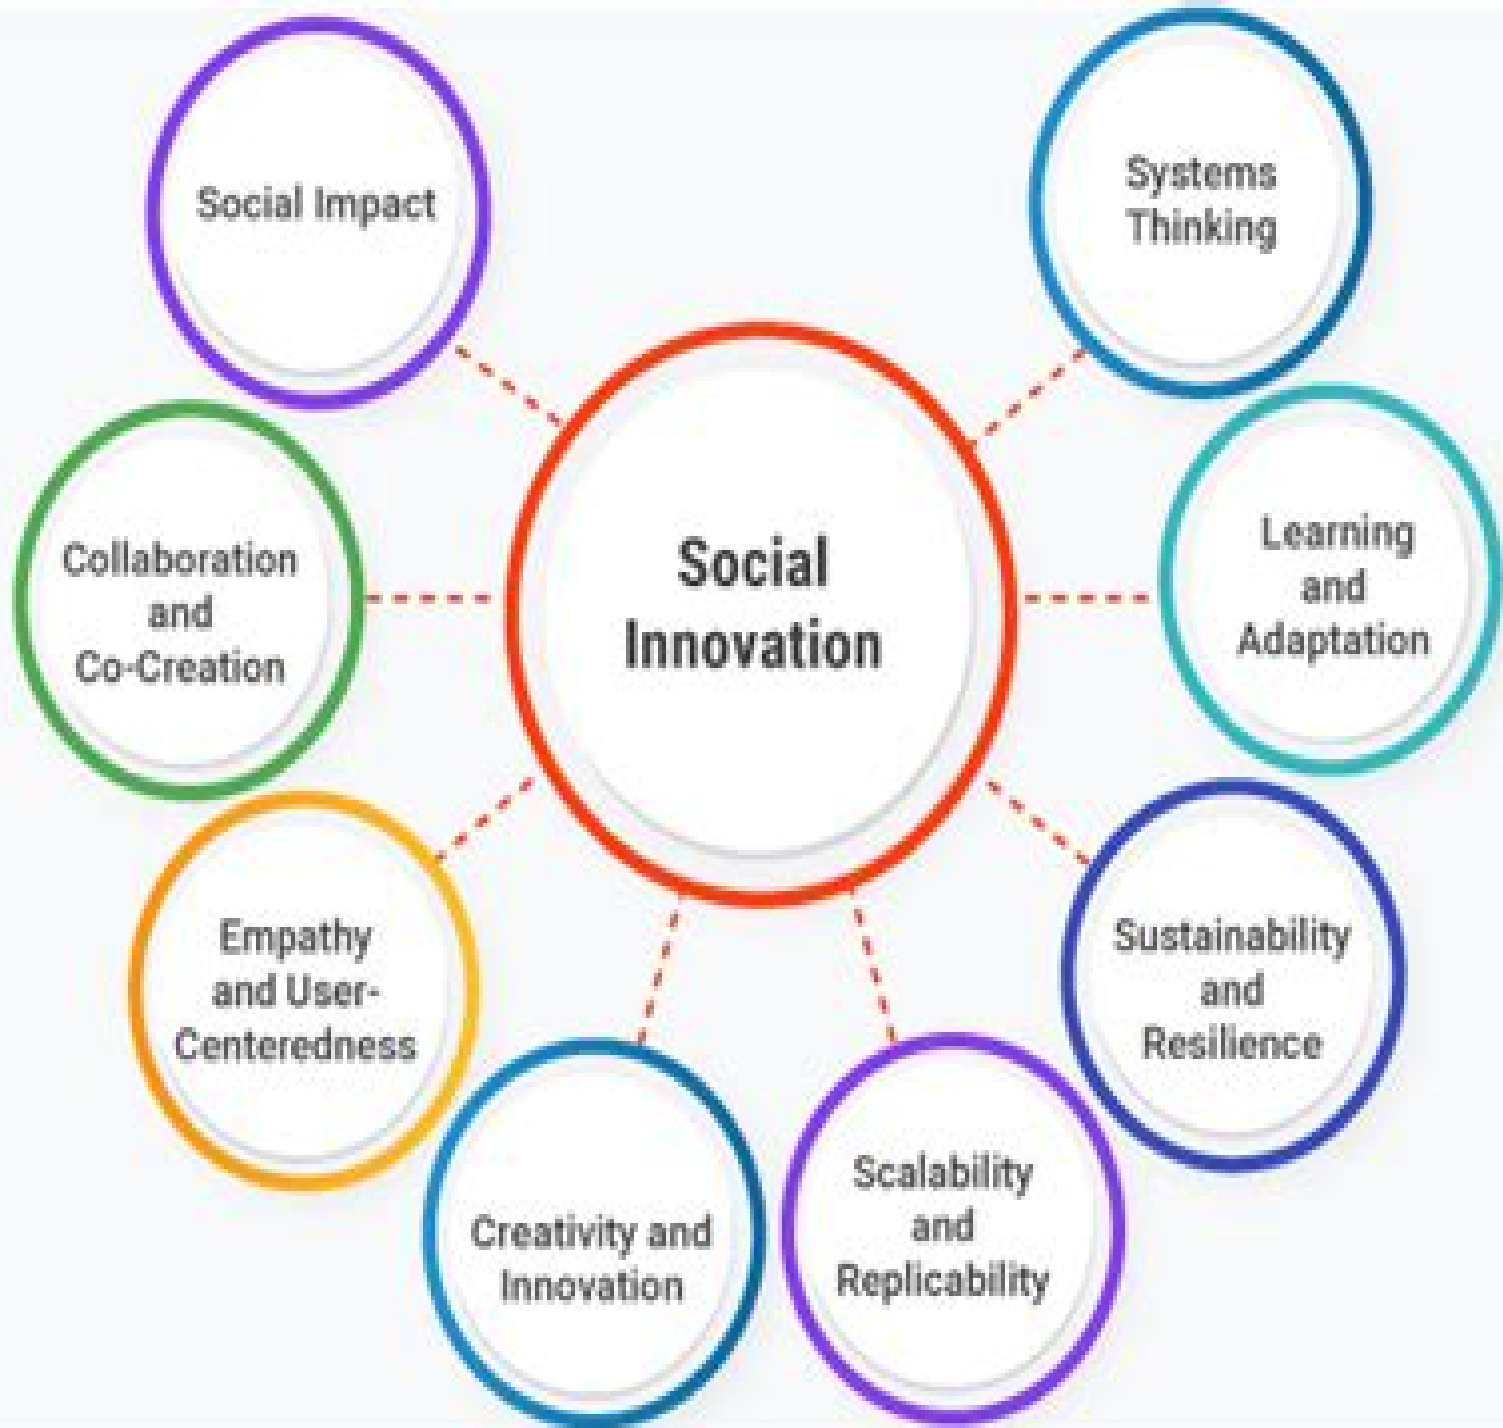 Social Impact
Systems
Thinking
Social
Innovation
Collaboration
and
Co-Creation
Learning
and
Adaptation
Empathy
and User-
Centeredness
Sustainability
and
Resilience
Creativity and
Innovation
Scalability
and
Replicability